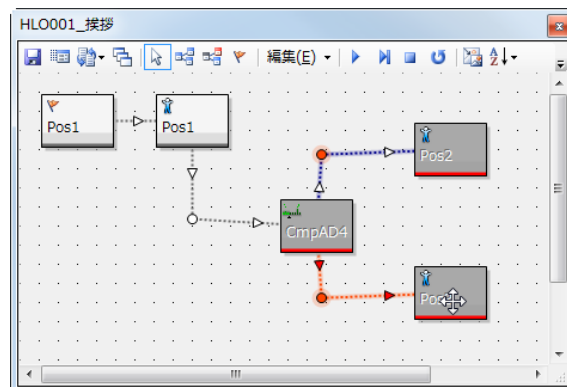 HLO001_挨拶
編集(E)
Pos1
Pos1
Pos2
CmpAD4